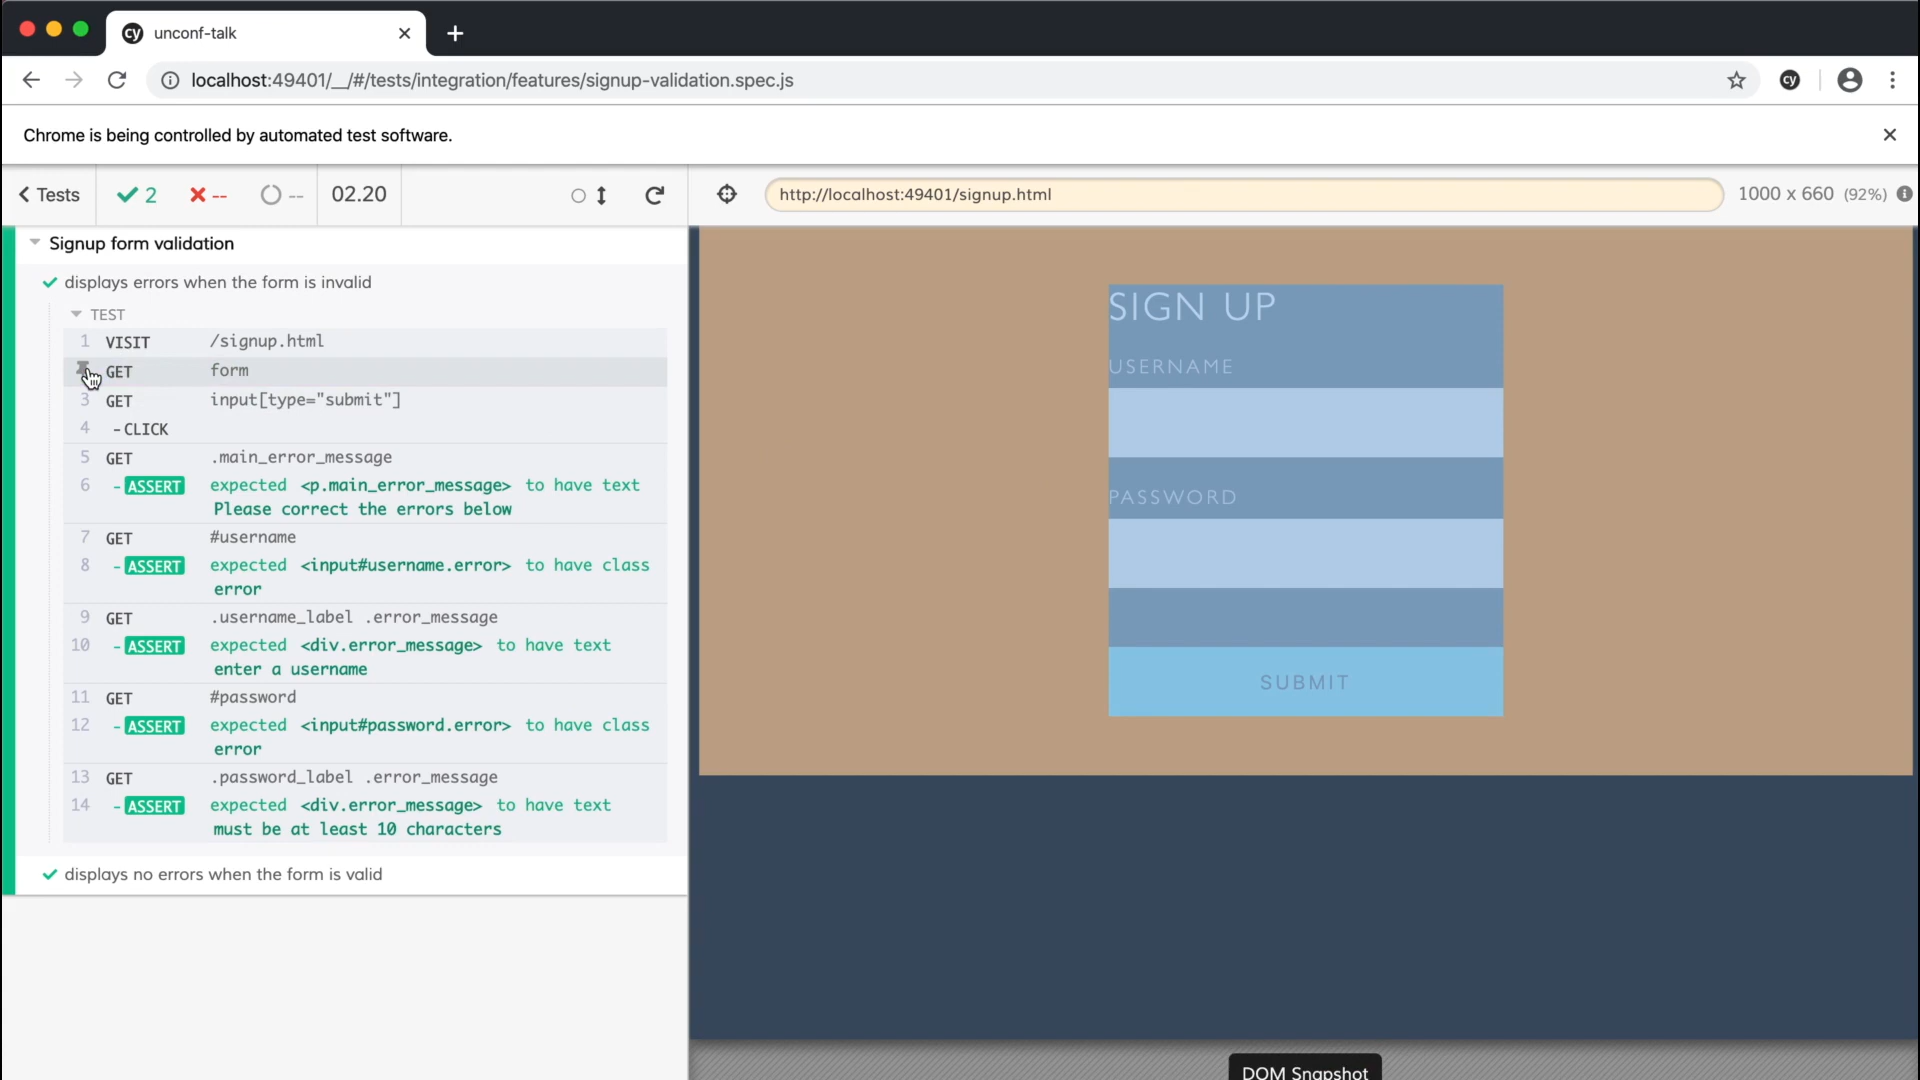 cy unconf-talk
localhost:49401/__/#/tests/integration/features/signup-validation.spec.js
cy
Chrome is being controlled by automated test software.
Tests 2 -- -- 02.20
http://localhost:49401/signup.html 1000 x 660 (92%)
Signup form validation
displays errors when the form is invalid
TEST
1 VISIT /signup.html
GET form
3 GET input[type="submit"]
4 -CLICK
5 GET .main_error_message
6 -ASSERT expected <p.main_error_message> to have text
Please correct the errors below
7 GET #username
8 -ASSERT expected <input#username.error> to have class
error
9 GET .username_label .error_message
10 -ASSERT expected <div.error_message> to have text
enter a username
11 GET #password
12 -ASSERT expected <input#password.error> to have class
error
13 GET .password_label .error_message
14 -ASSERT expected <div.error_message> to have text
must be at least 10 characters
displays no errors when the form is valid
SIGN UP
USERNAME
PASSWORD
SUBMIT
DOM Snapshot